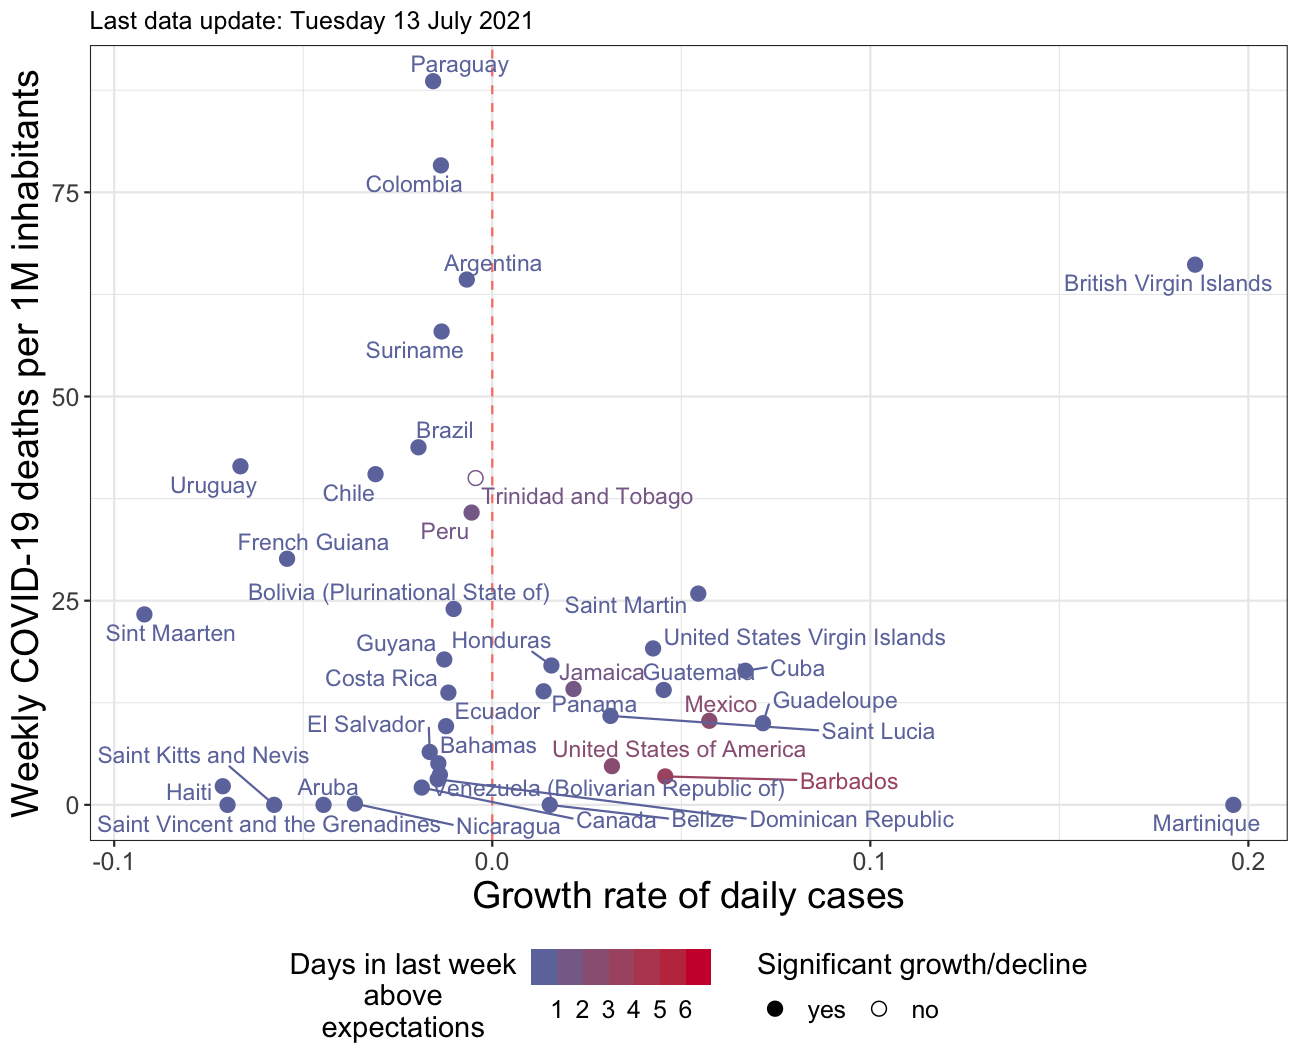 Last data update: Tuesday 13 July 2021
Weekly COVID-19 deaths per 1M inhabitants
75
50
25
0
Paraguay
Colombia
Argentina
British Virgin Islands
Suriname
Brazil
Uruguay
Chile
Trinidad and Tobago
Peru
French Guiana
Bolivia (Plurinational State of)
Saint Martin
Sint Maarten
Guyana
Honduras
United States Virgin Islands
Costa Rica
Jamaica
Guatemala
Cuba
Ecuador
Panama
Mexico
Guadeloupe
El Salvador
Saint Lucia
Bahamas
United States of America
Saint Kitts and Nevis
Haiti
Aruba
Venezuela (Bolivarian Republic of)
Barbados
Saint Vincent and the Grenadines
Nicaragua
Canada
Belize
Dominican Republic
Martinique
-0.1
0.0
0.1
0.2
Growth rate of daily cases
Days in last week
above
expectations
1 2 3 4 5 6
Significant growth/decline
yes
no